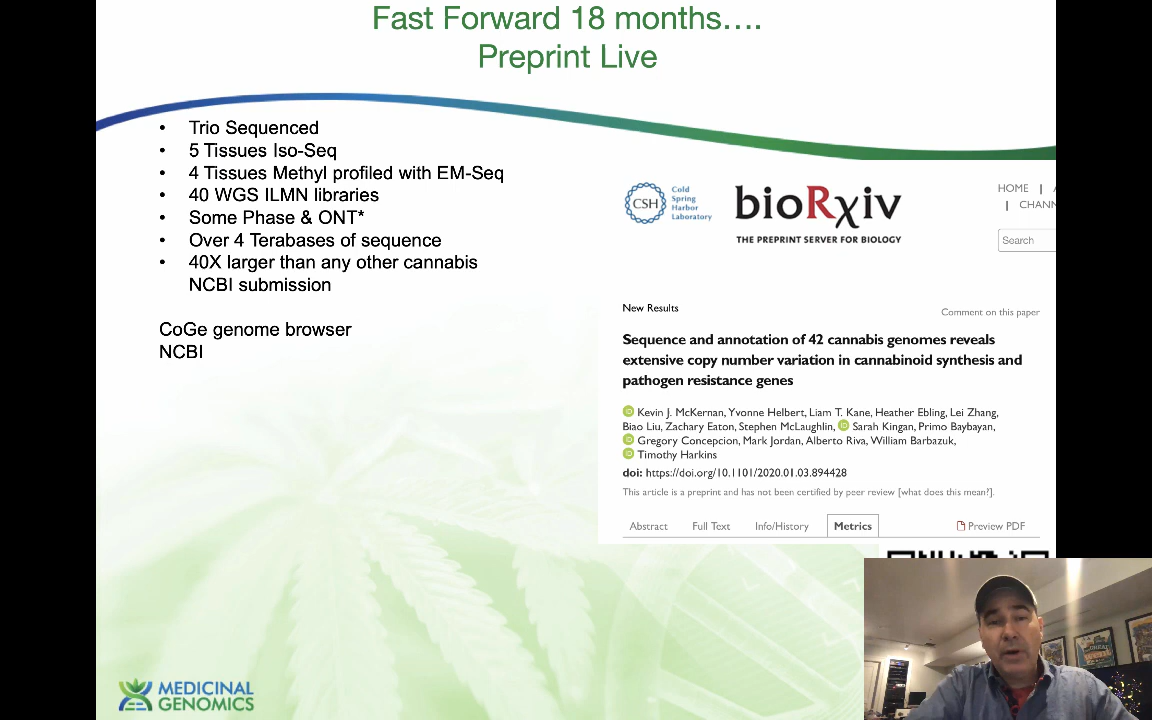 Fast Forward 18 months....
Preprint Live
• Trio Sequenced
• 5 Tissues Iso-Seq
• 4 Tissues Methyl profiled with EM-Seq
• 40 WGS ILMN libraries
• Some Phase & ONT*
• Over 4 Terabases of sequence
• 40X larger than any other cannabis
NCBI submission
CoGe genome browser
NCBI
CSH
Cold
Spring
Harbor
Laboratory
bioRxiv
THE PREPRINT SERVER FOR BIOLOGY
HOME |
| CHANN
Search
New Results
Comment on this paper
Sequence and annotation of 42 cannabis genomes reveals
extensive copy number variation in cannabinoid synthesis and
pathogen resistance genes
Kevin J. McKernan, Yvonne Helbert, Liam T. Kane, Heather Ebling, Lei Zhang,
Biao Liu, Zachary Eaton, Stephen McLaughlin, Sarah Kingan, Primo Baybayan,
Gregory Concepcion, Mark Jordan, Alberto Riva, William Barbazuk,
Timothy Harkins
doi: https://doi.org/10.1101/2020.01.03.894428
This article is a preprint and has not been certified by peer review [what does this mean?].
Abstract Full Text Info/History Metrics Preview PDF
MEDICINAL
GENOMICS